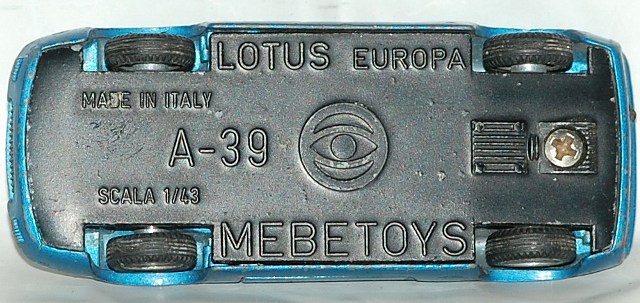 LOTUS EUROPA
MADE IN ITALY
A-39
SCALA 1/43
MEBETOYS